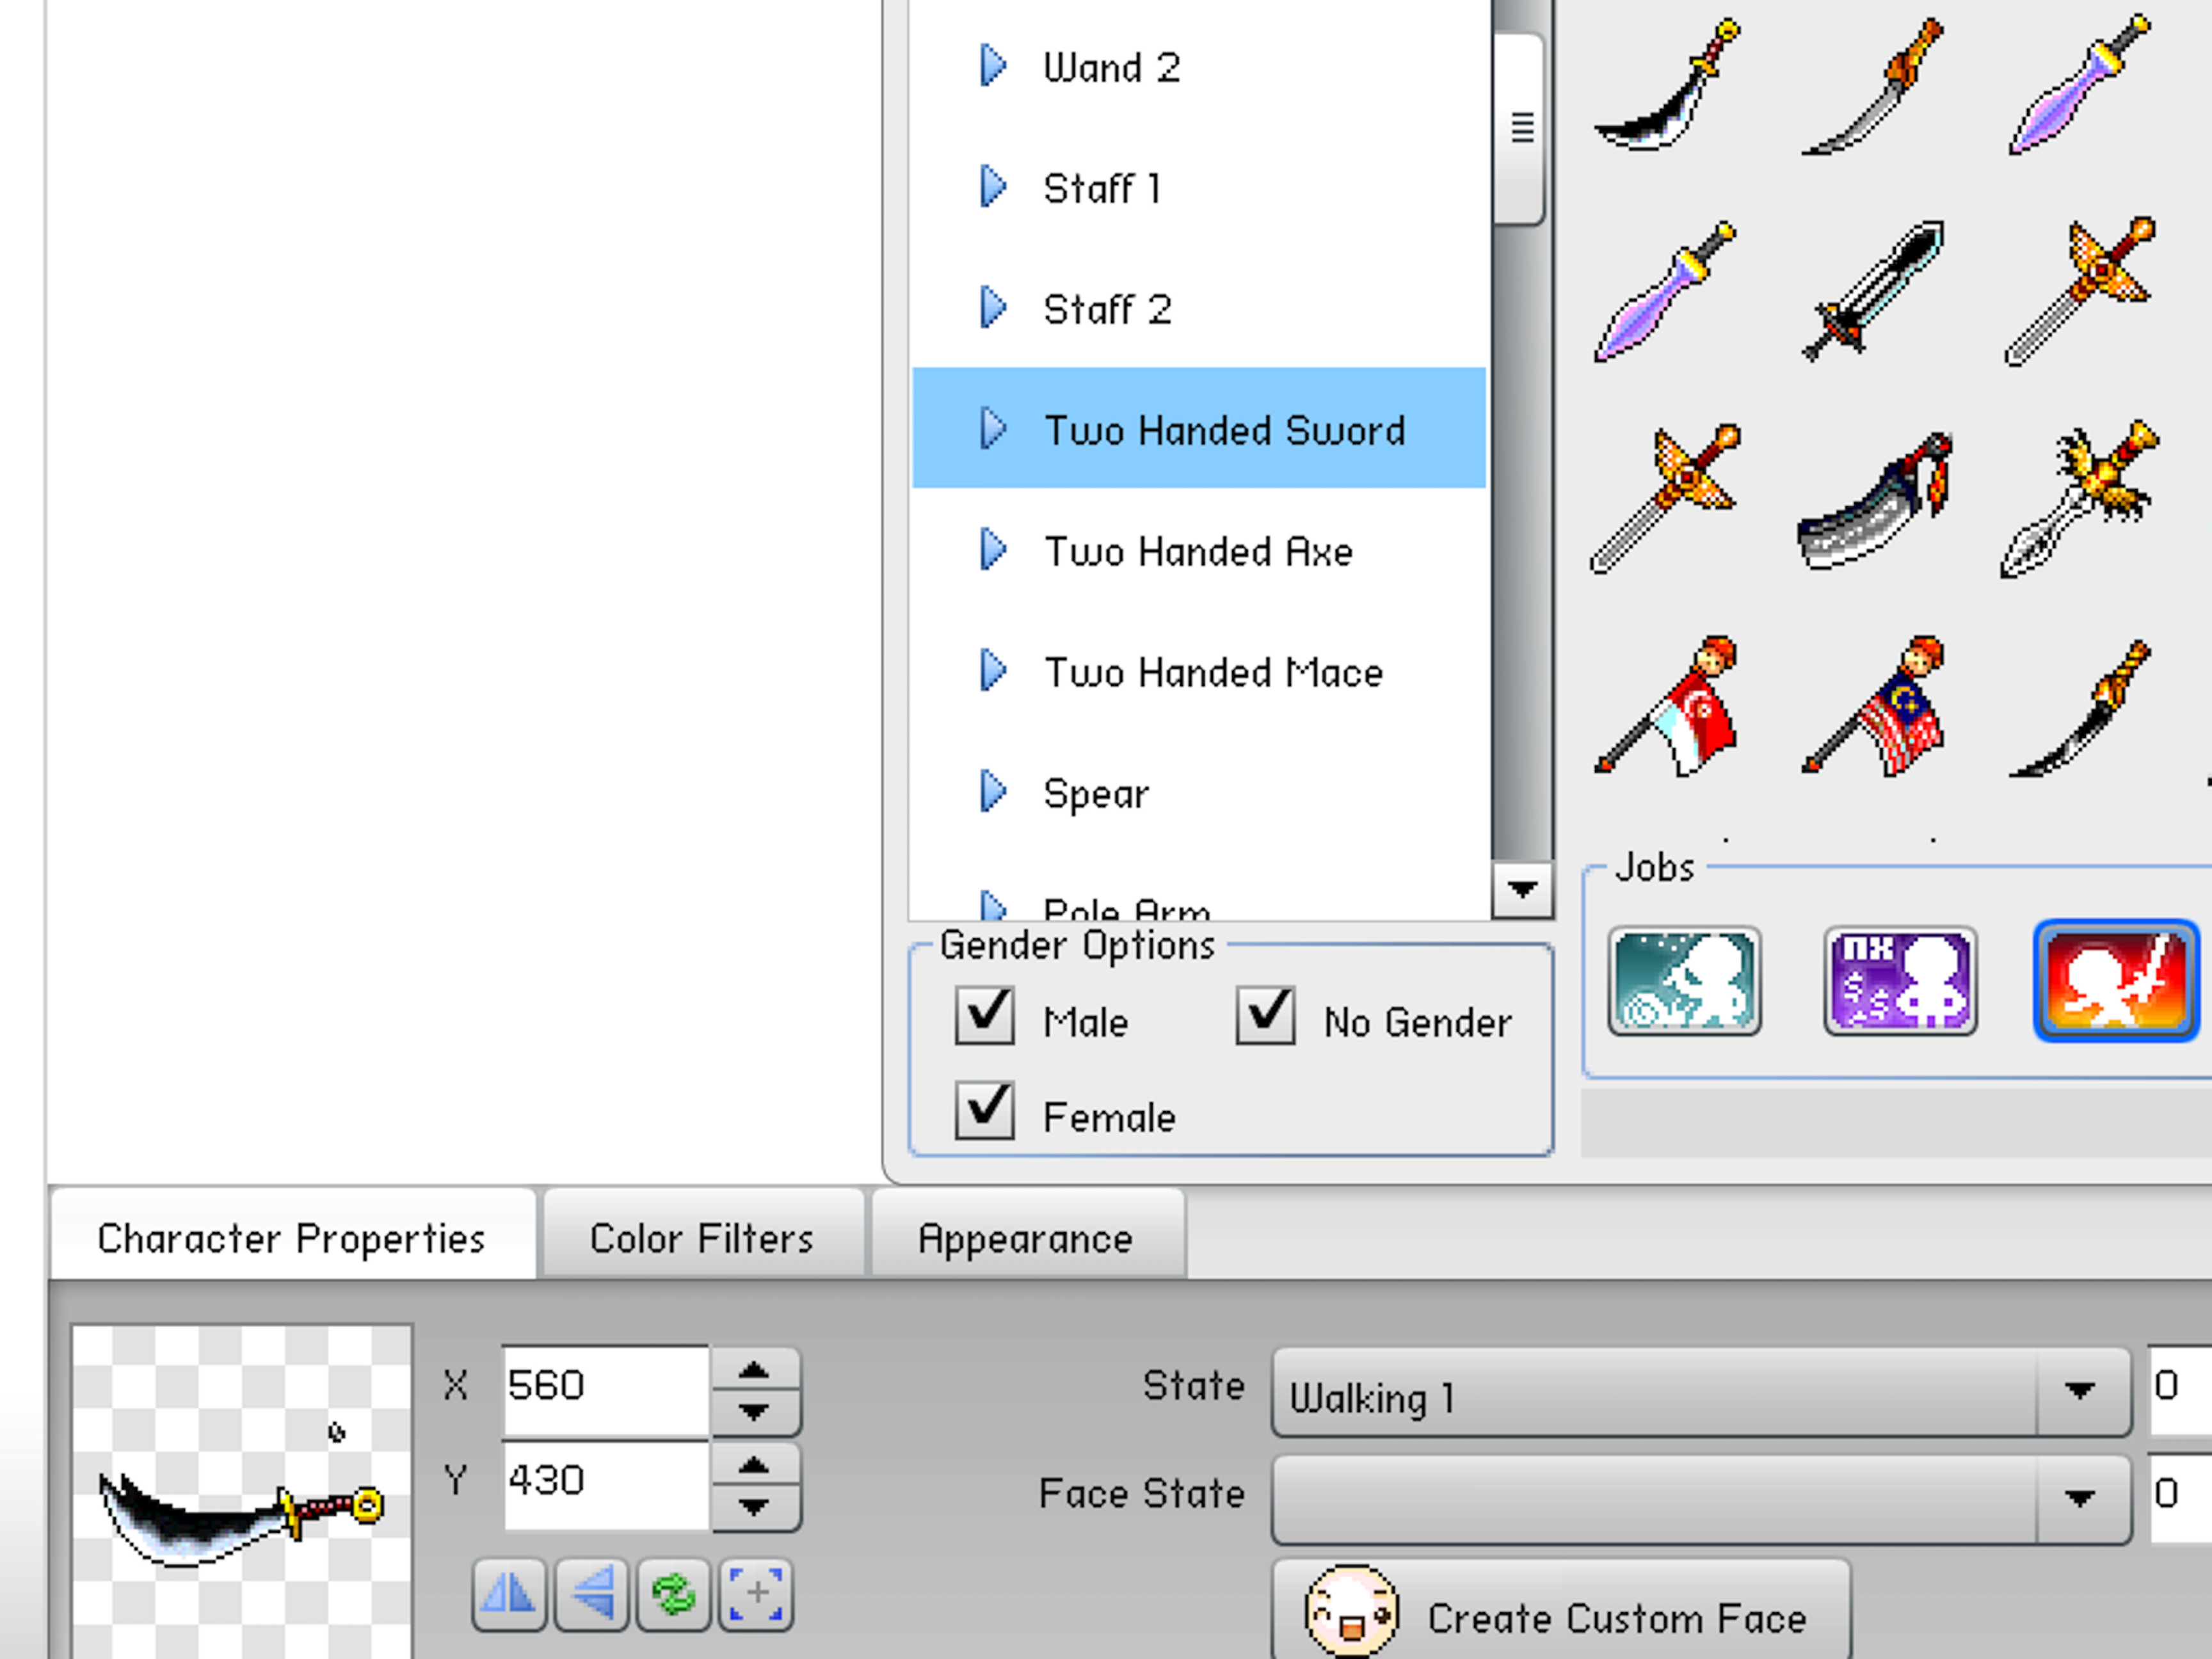 Wand 2
Staff 1
Staff 2
Two Handed Sword
Two Handed Axe
Two Handed Mace
Spear
Pole Arm
Jobs
nx
$
$
Gender Options
Male
No Gender
Female
Character Properties
Color Filters
Appearance
X
560
State
Walking 1
0
Y
430
Face State
0
Create Custom Face